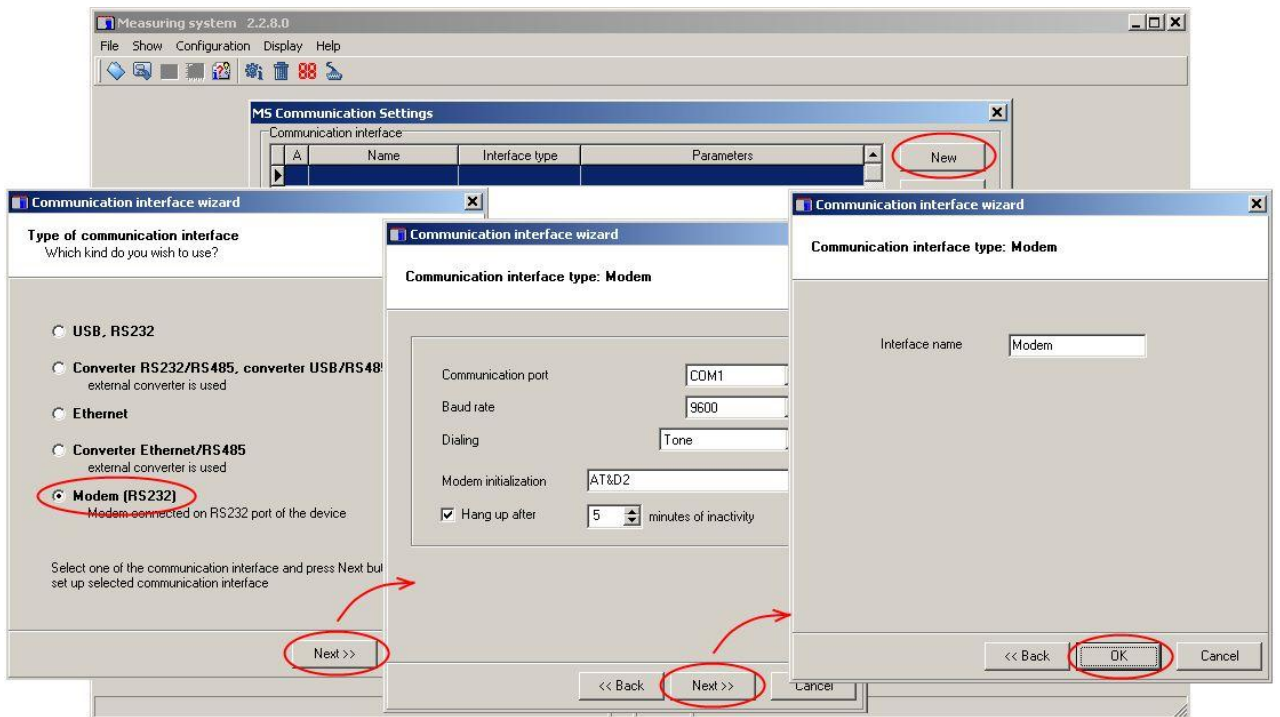 Measuring system 2.2.8.0
File Show Configuration Display Help
MS Communication Settings
Communication interface
A Name Interface type Parameters
New
Communication interface wizard
Type of communication interface
Which kind do you wish to use?
USB, RS232
Converter RS232/RS485, converter USB/RS48
external converter is used
Ethernet
Converter Ethernet/RS485
external converter is used
Modem (RS232)
Modem connected on RS232 port of the device
Select one of the communication interface and press Next but
set up selected communication interface
Next >>
Communication interface wizard
Communication interface type: Modem
Communication port COM1
Baud rate 9600
Dialing Tone
Modem initialization AT&D2
Hang up after 5 minutes of inactivity
<< Back Next >> Cancel
Communication interface wizard
Communication interface type: Modem
Interface name Modem
<< Back OK Cancel